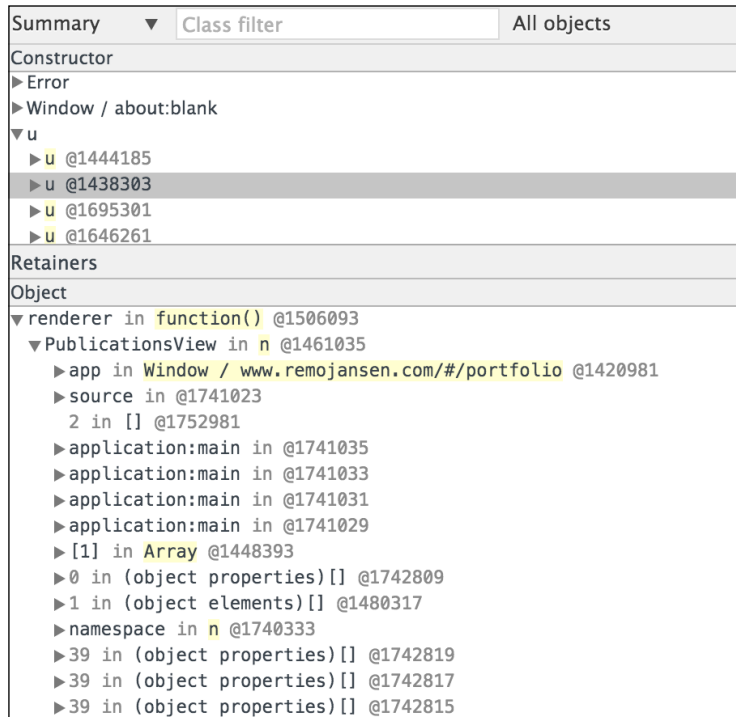 Summary ▼ Class filter All objects
Constructor
▶Error
▶Window / about:blank
▼u
▶u @1444185
▶u @1438303
▶u @1695301
▶u @1646261
Retainers
Object
▼renderer in function() @1506093
▼PublicationsView in n @1461035
▶app in Window / www.remojansen.com/#/portfolio @1420981
▶source in @1741023
2 in [] @1752981
▶application:main in @1741035
▶application:main in @1741033
▶application:main in @1741031
▶application:main in @1741029
▶[1] in Array @1448393
▶0 in (object properties)[] @1742809
▶1 in (object elements)[] @1480317
▶namespace in n @1740333
▶39 in (object properties)[] @1742819
▶39 in (object properties)[] @1742817
▶39 in (object properties)[] @1742815